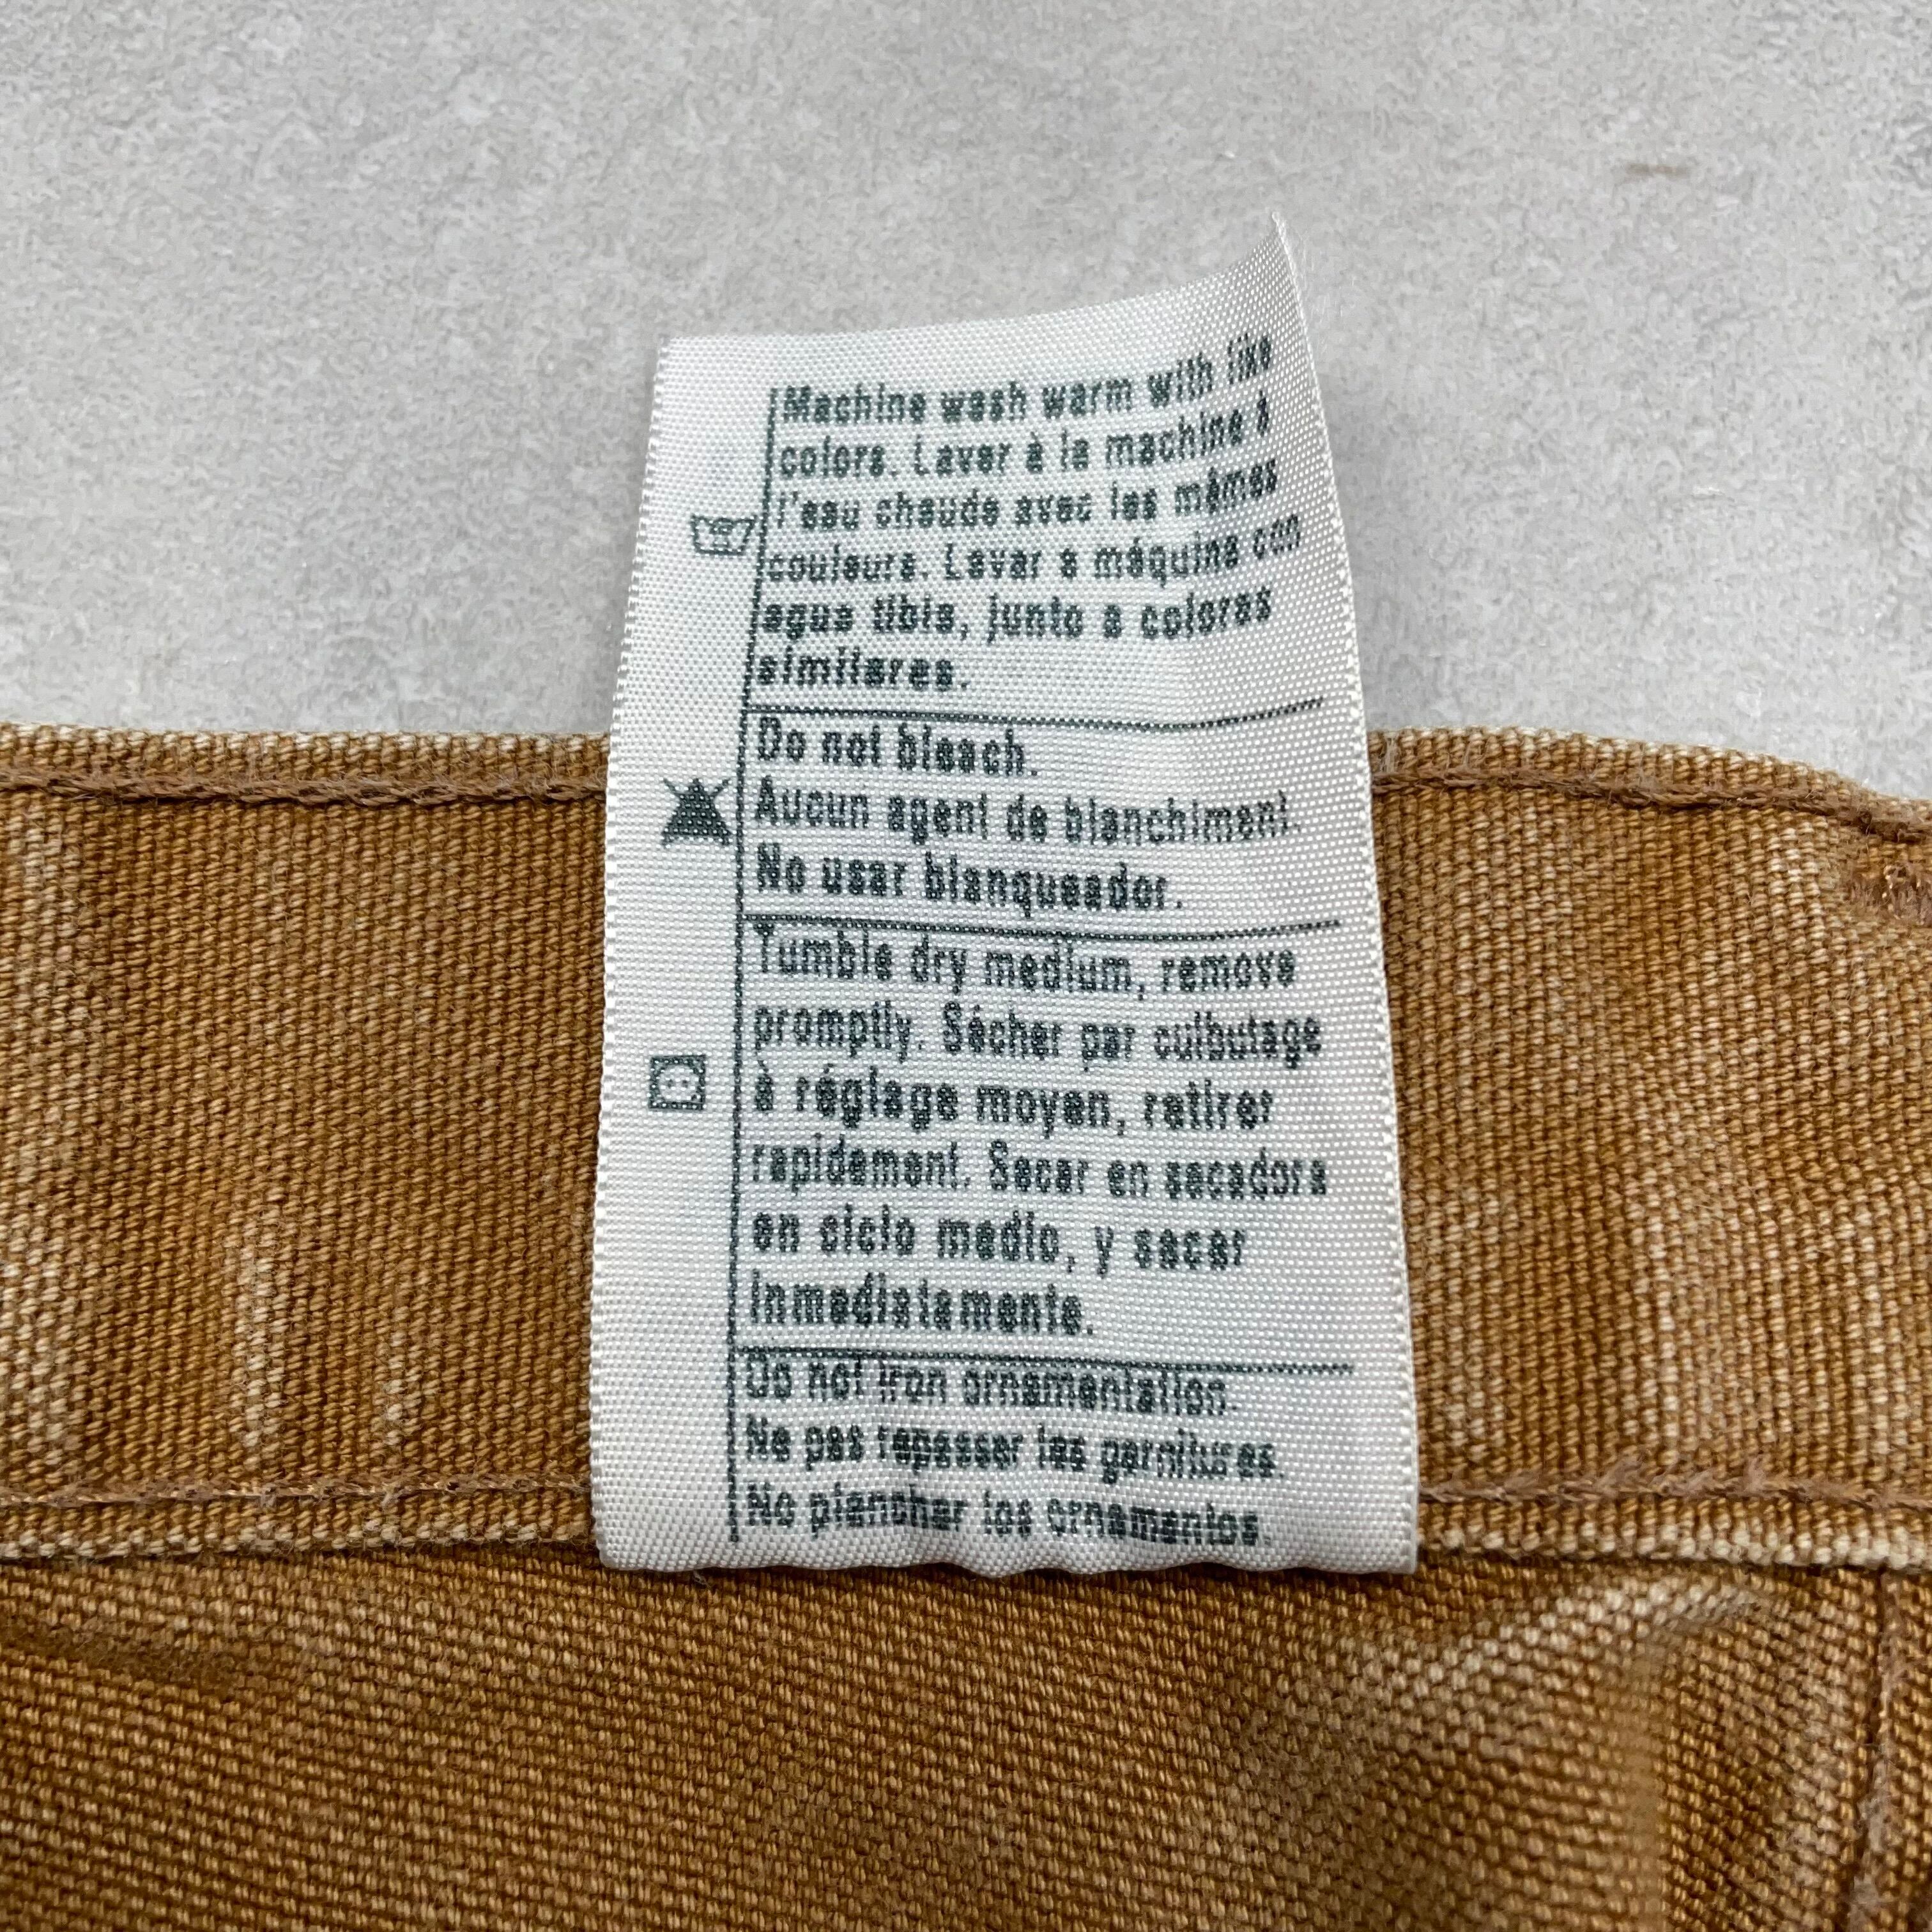 Machine wash warm with like
colors. Laver à la machine à
l'eau chaude avec les mêmes
couleurs. Lavar a máquina con
agua tibia, junto a colores
similares.
Do not bleach.
Aucun agent de blanchiment.
No usar blanqueador.
Tumble dry medium, remove
promptly. Sécher par culbutage
à réglage moyen, retirer
rapidement. Secar en secadora
en ciclo medio, y sacar
inmediatamente.
Do not iron ornamentation.
Ne pas repasser les garnitures.
No planchar los ornamentos.